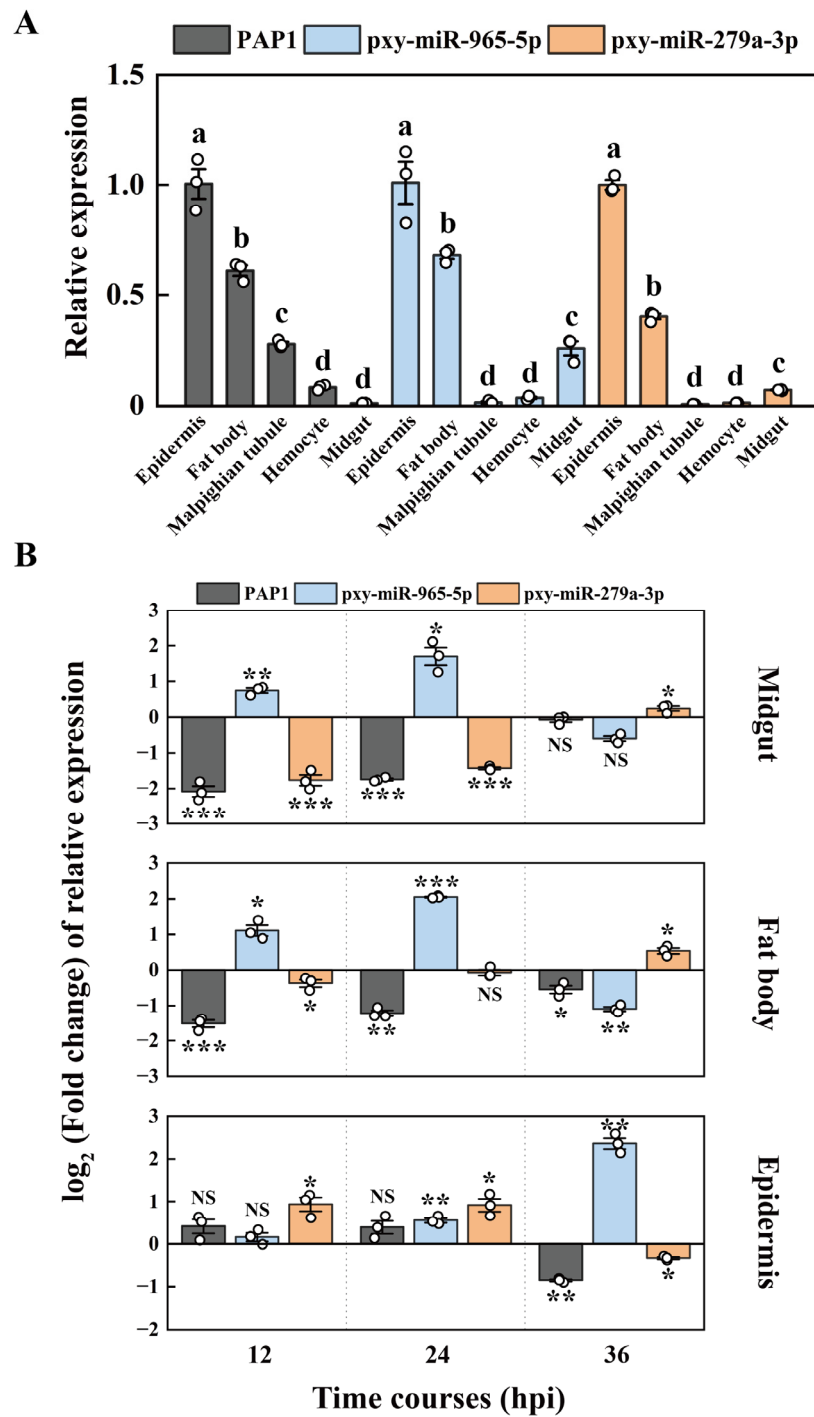 A
PAP1 pxy-miR-965-5p pxy-miR-279a-3p
Relative expression
1.5
1.0
0.5
0
a b c d d a b d d c a b d d c
Epidermis Fat body Malpighian tubule Hemocyte Midgut Epidermis Fat body Malpighian tubule Hemocyte Midgut Epidermis Fat body Malpighian tubule Hemocyte Midgut
B
PAP1 pxy-miR-965-5p pxy-miR-279a-3p
log2 (Fold change) of relative expression
3
2
1
0
−1
−2
−3
*** ** *** *** * *** NS NS *
Midgut
3
2
1
0
−1
−2
−3
*** * * ** *** NS * ** *
Fat body
3
2
1
0
−1
−2
NS NS * NS ** * ** ** *
Epidermis
12 24 36
Time courses (hpi)